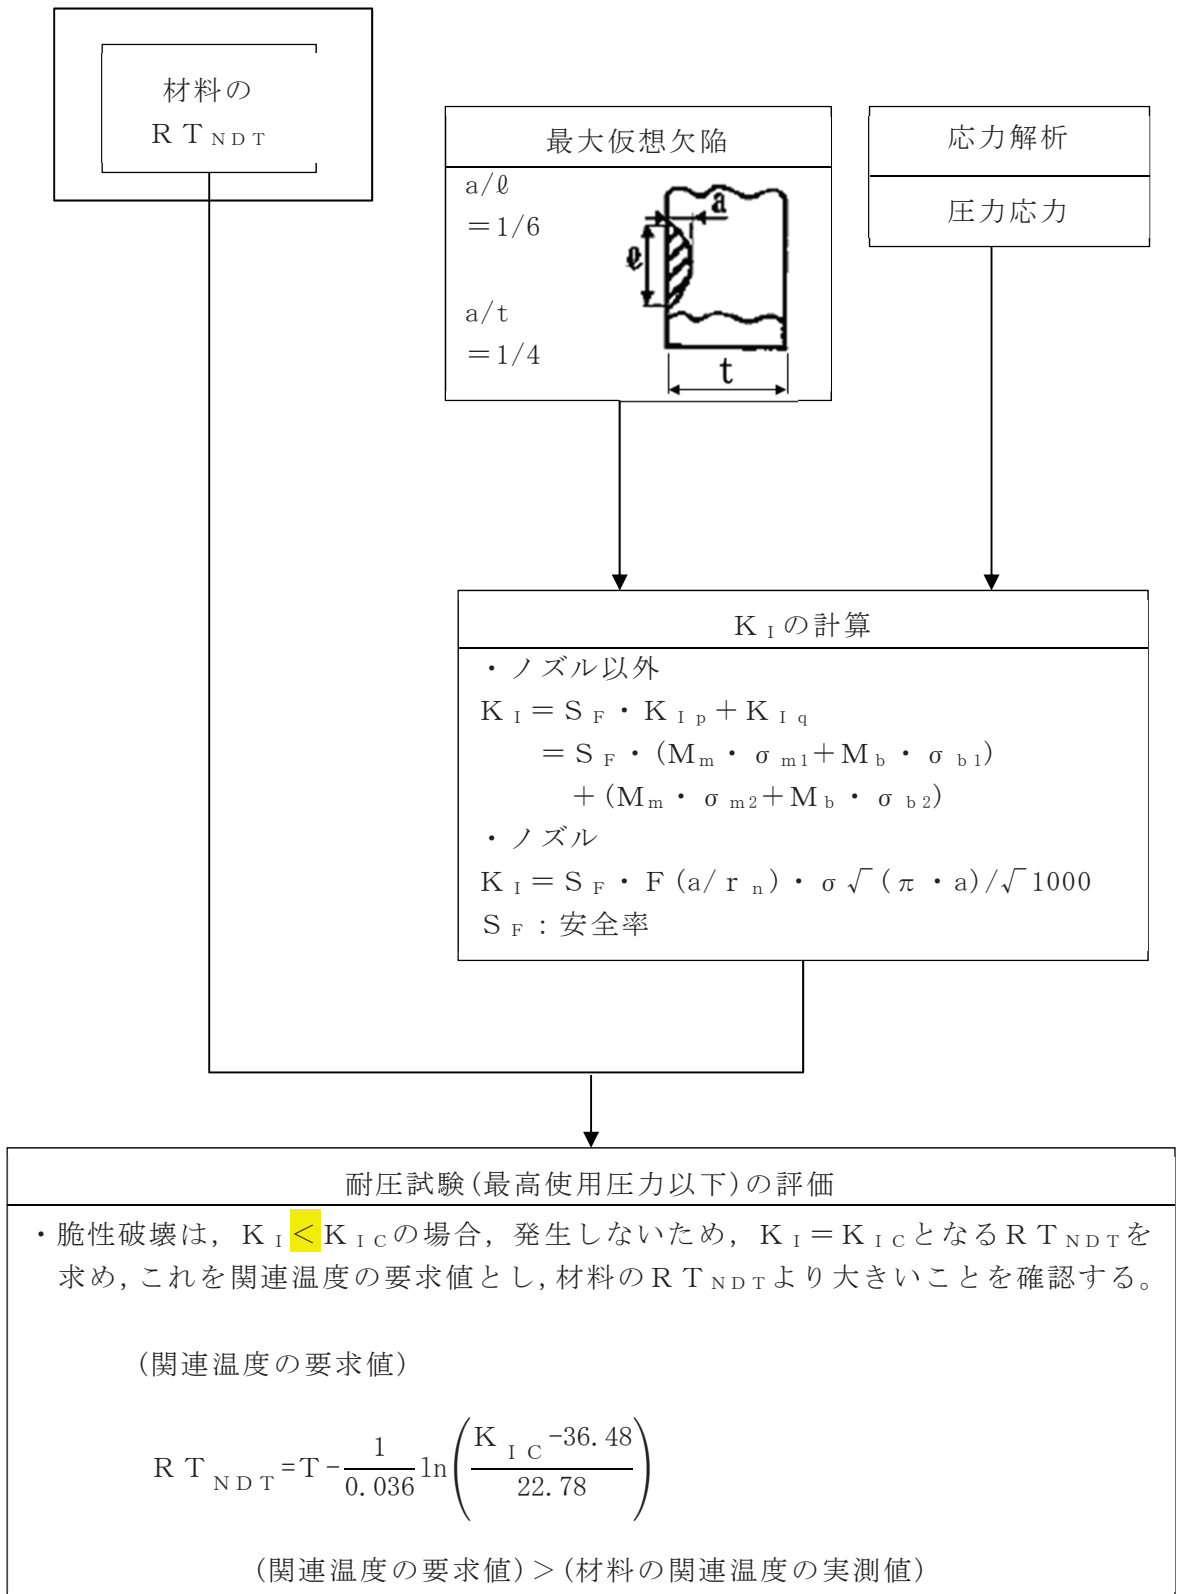 材料の
RTNDT
最大仮想欠陥
a/ℓ
=1/6
a/t
=1/4
a
ℓ
t
応力解析
圧力応力
KIの計算
・ノズル以外
KI=SF・KIp+KIq
=SF・(Mm・σm1+Mb・σb1)
+(Mm・σm2+Mb・σb2)
・ノズル
KI=SF・F(a/rn)・σ√(π・a)/√1000
SF:安全率
耐圧試験(最高使用圧力以下)の評価
・脆性破壊は,KI<KICの場合,発生しないため,KI=KICとなるRTNDTを
求め,これを関連温度の要求値とし,材料のRTNDTより大きいことを確認する。
(関連温度の要求値)
RTNDT=T-1/0.036 ln(KIC-36.48/22.78)
(関連温度の要求値)>(材料の関連温度の実測値)